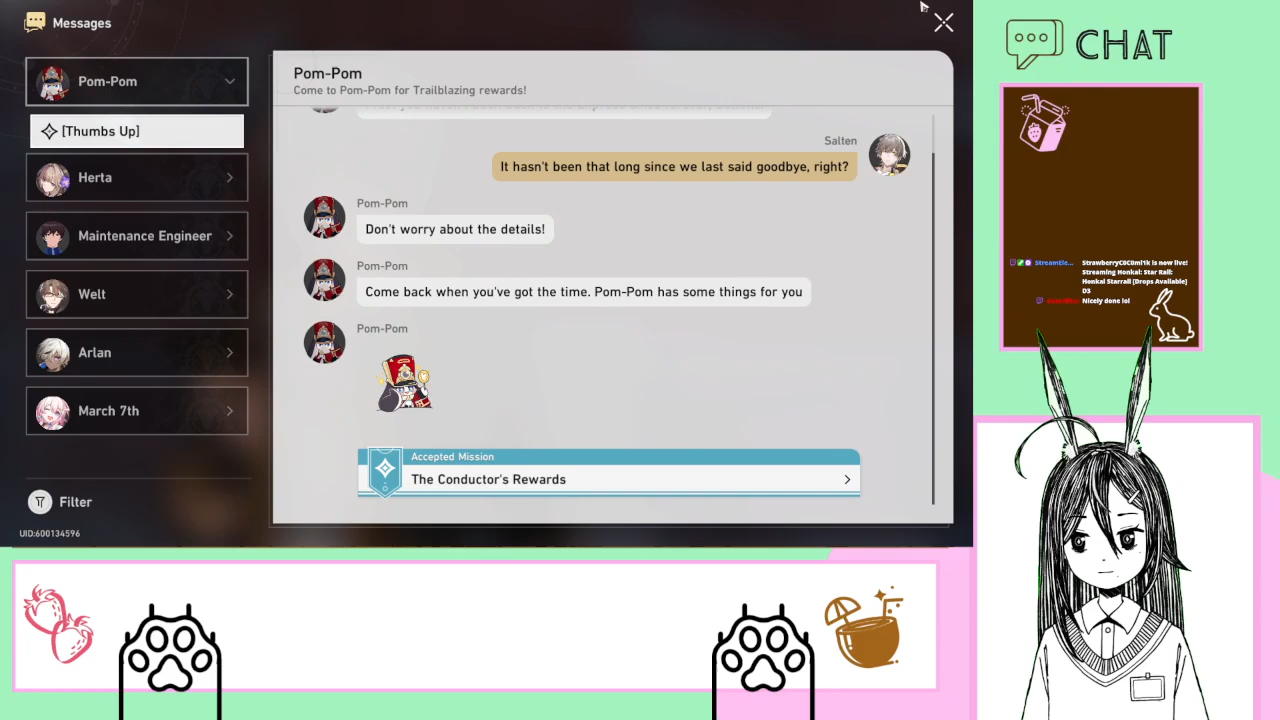 Messages
Pom-Pom
[Thumbs Up]
Herta
Maintenance Engineer
Welt
Arlan
March 7th
Filter
UID:600134596
Pom-Pom
Come to Pom-Pom for Trailblazing rewards!
Salten
It hasn't been that long since we last said goodbye, right?
Pom-Pom
Don't worry about the details!
Pom-Pom
Come back when you've got the time. Pom-Pom has some things for you
Pom-Pom
Accepted Mission
The Conductor's Rewards
CHAT
StreamEle... StrawberryC0C0ml1k is now live!
Streaming Honkai: Star Rail:
Honkai Starrail [Drops Available]
D3
Nicely done lol